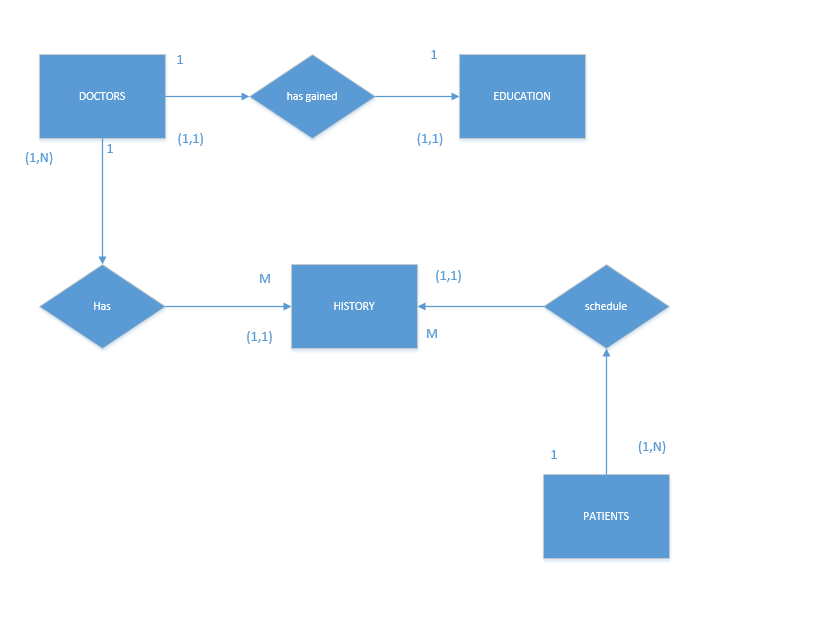 1
1
DOCTORS
has gained
EDUCATION
(1,1)
(1,1)
1
(1,N)
M
(1,1)
Has
HISTORY
schedule
(1,1)
M
1
(1,N)
PATIENTS